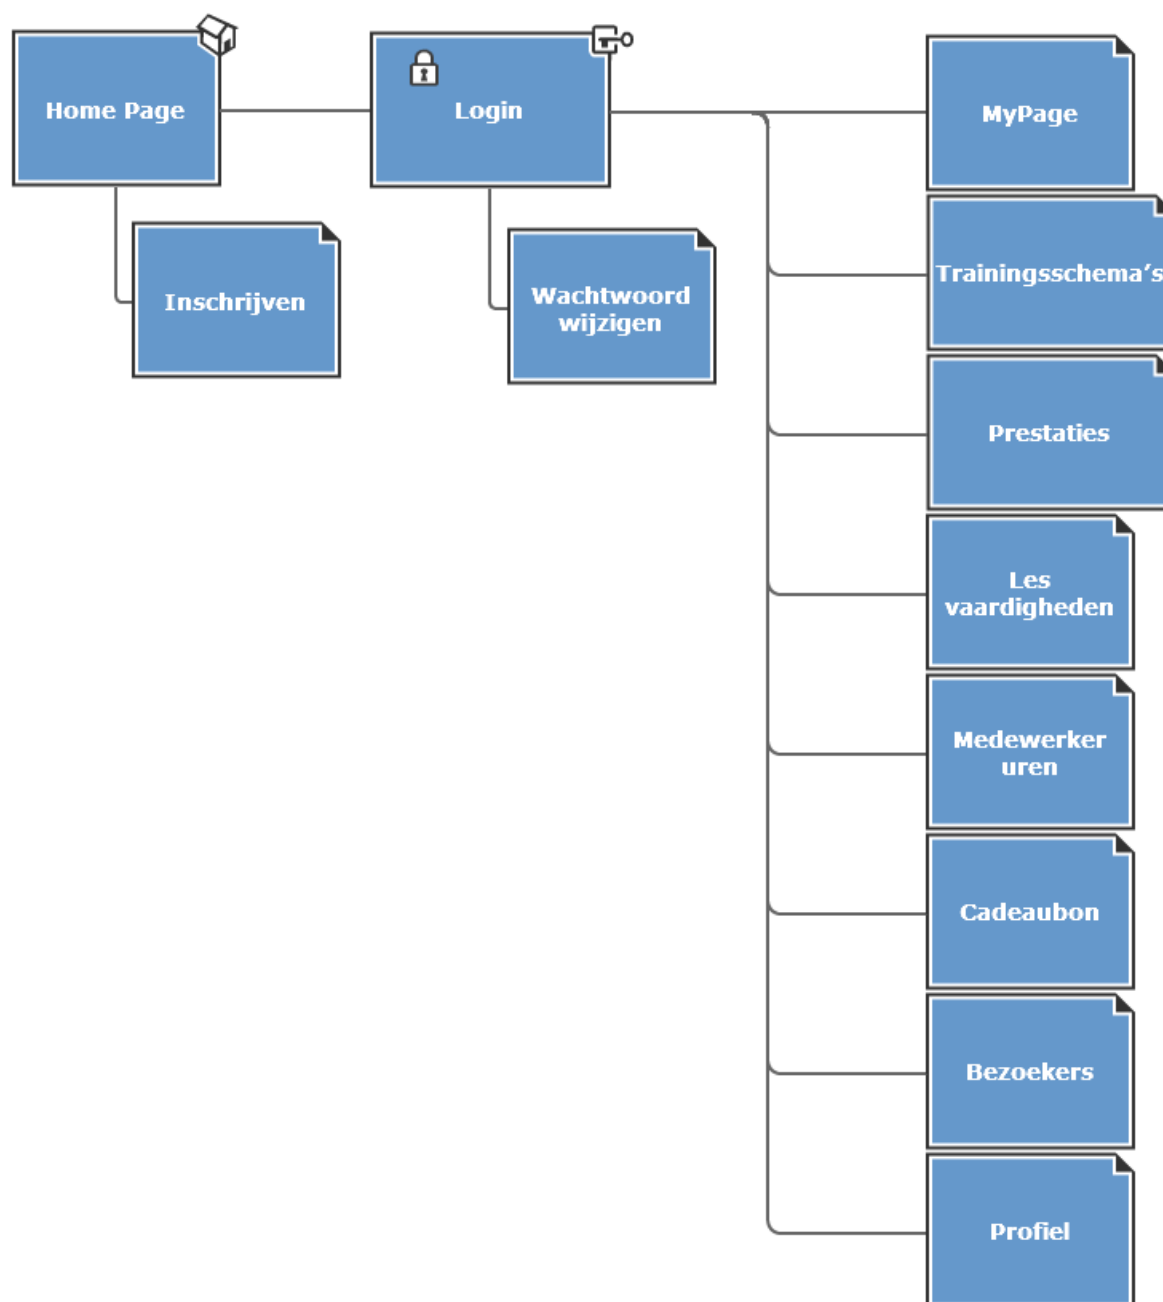 Home Page
Login
MyPage
Inschrijven
Wachtwoord
wijzigen
Trainingsschema’s
Prestaties
Les
vaardigheden
Medewerker
uren
Cadeaubon
Bezoekers
Profiel